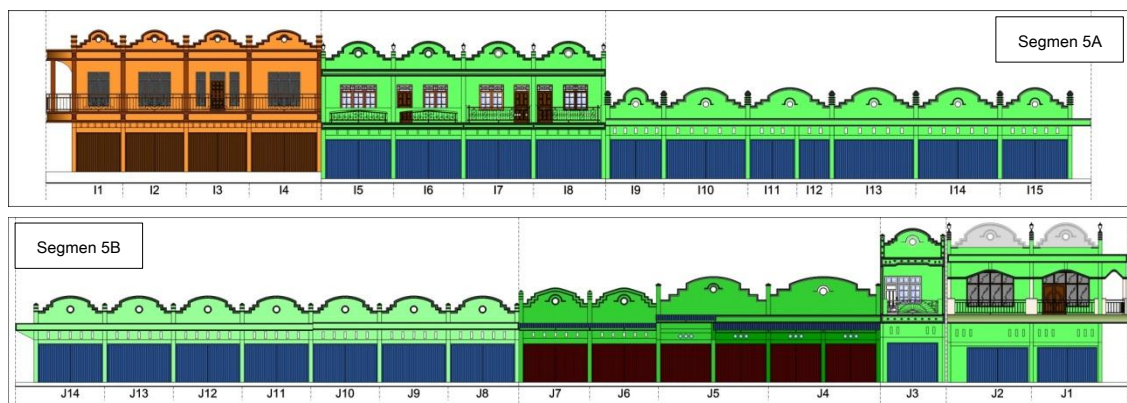 Segmen 5A
I1 I2 I3 I4 I5 I6 I7 I8 I9 I10 I11 I12 I13 I14 I15
Segmen 5B
J14 J13 J12 J11 J10 J9 J8 J7 J6 J5 J4 J3 J2 J1